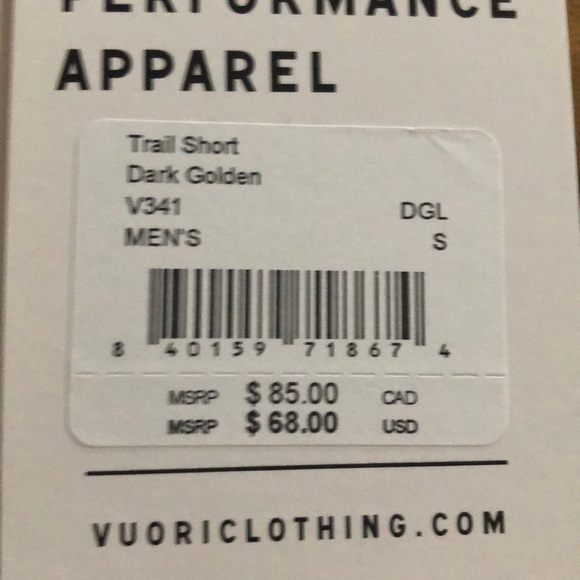 PERFORMANCE
APPAREL
Trail Short
Dark Golden
V341 DGL
MEN'S S
8 40159 71867 4
MSRP $ 85.00 CAD
MSRP $ 68.00 USD
VUORICLOTHING.COM